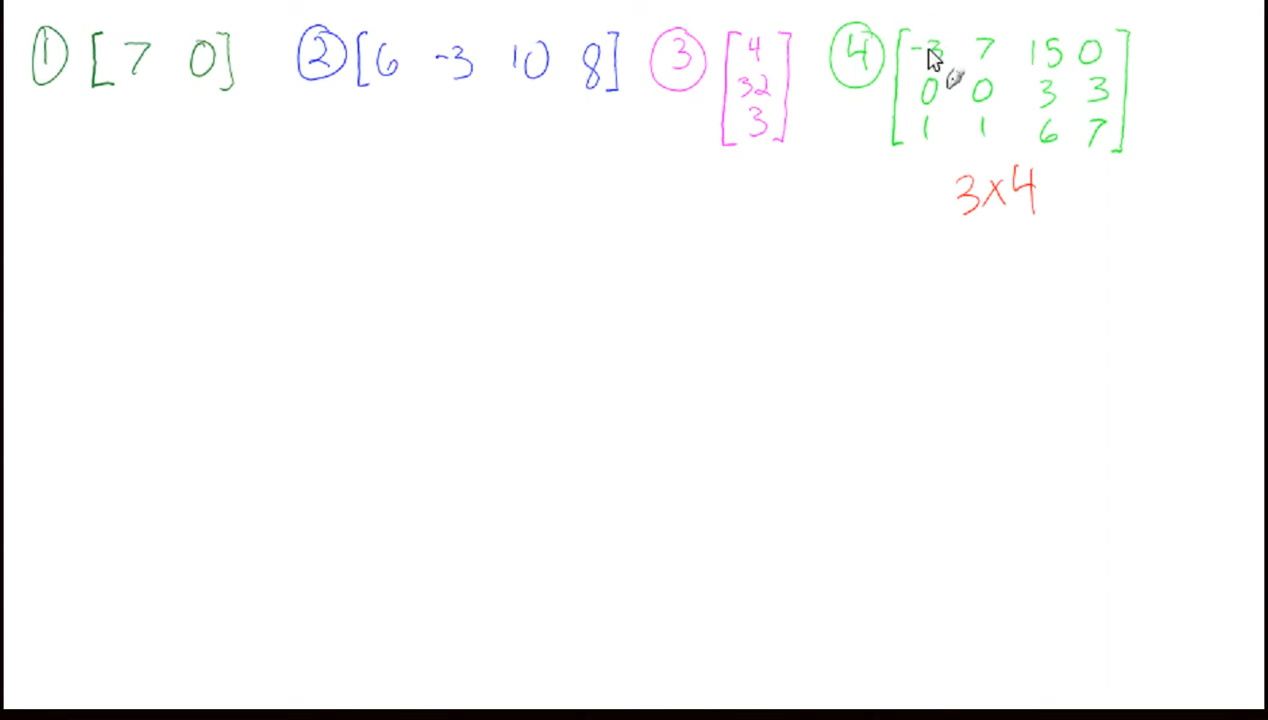 ① [7 0] ② [6 -3 10 8] ③ [4 ④ [-3 7 15 0
32 0 0 3 3
3] 1 1 6 7]
3x4